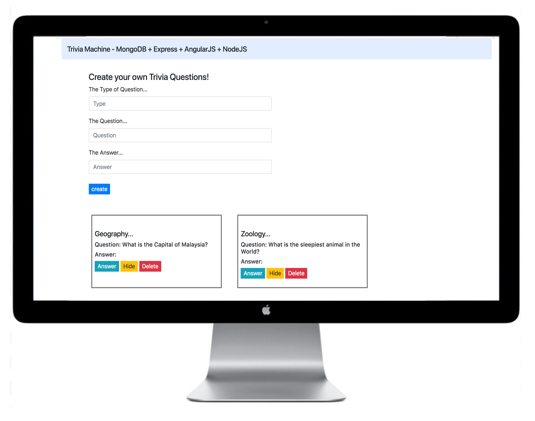 Trivia Machine - MongoDB + Express + AngularJS + NodeJS
Create your own Trivia Questions!
The Type of Question...
Type
The Question...
Question
The Answer...
Answer
create
Geography...
Question: What is the Capital of Malaysia?
Answer:
Answer Hide Delete
Zoology...
Question: What is the sleepiest animal in the
World?
Answer:
Answer Hide Delete